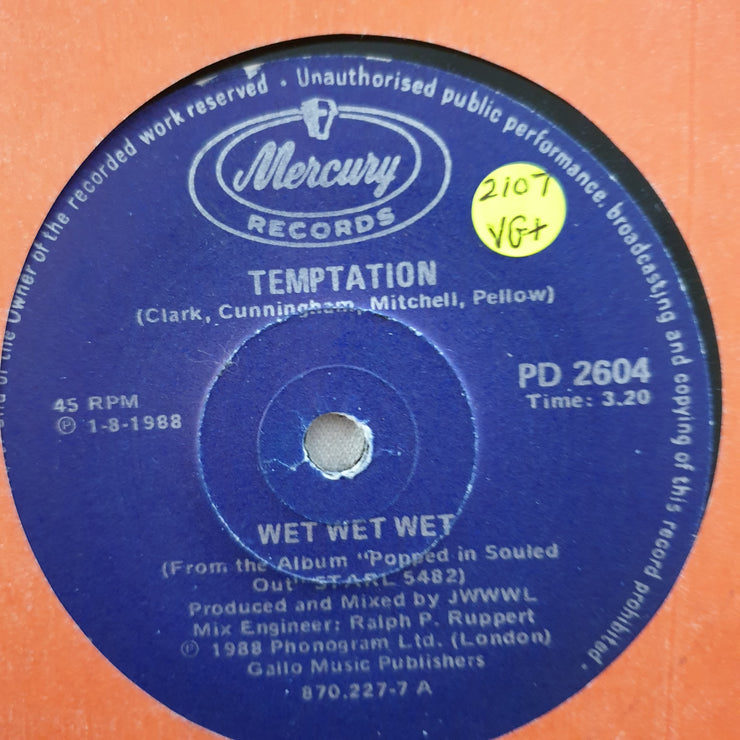 nd of the Owner of the recorded work reserved · Unauthorised public performance, broadcasting and copying of this record prohibited ·
Mercury
RECORDS
2107
VG+
TEMPTATION
(Clark, Cunningham, Mitchell, Pellow)
PD 2604
Time: 3.20
45 RPM
Ⓟ 1-8-1988
WET WET WET
(From the Album "Popped in Souled
Out" STARL 5482)
Produced and Mixed by JWWWL
Mix Engineer: Ralph P. Ruppert
Ⓟ 1988 Phonogram Ltd. (London)
Gallo Music Publishers
870.227-7 A